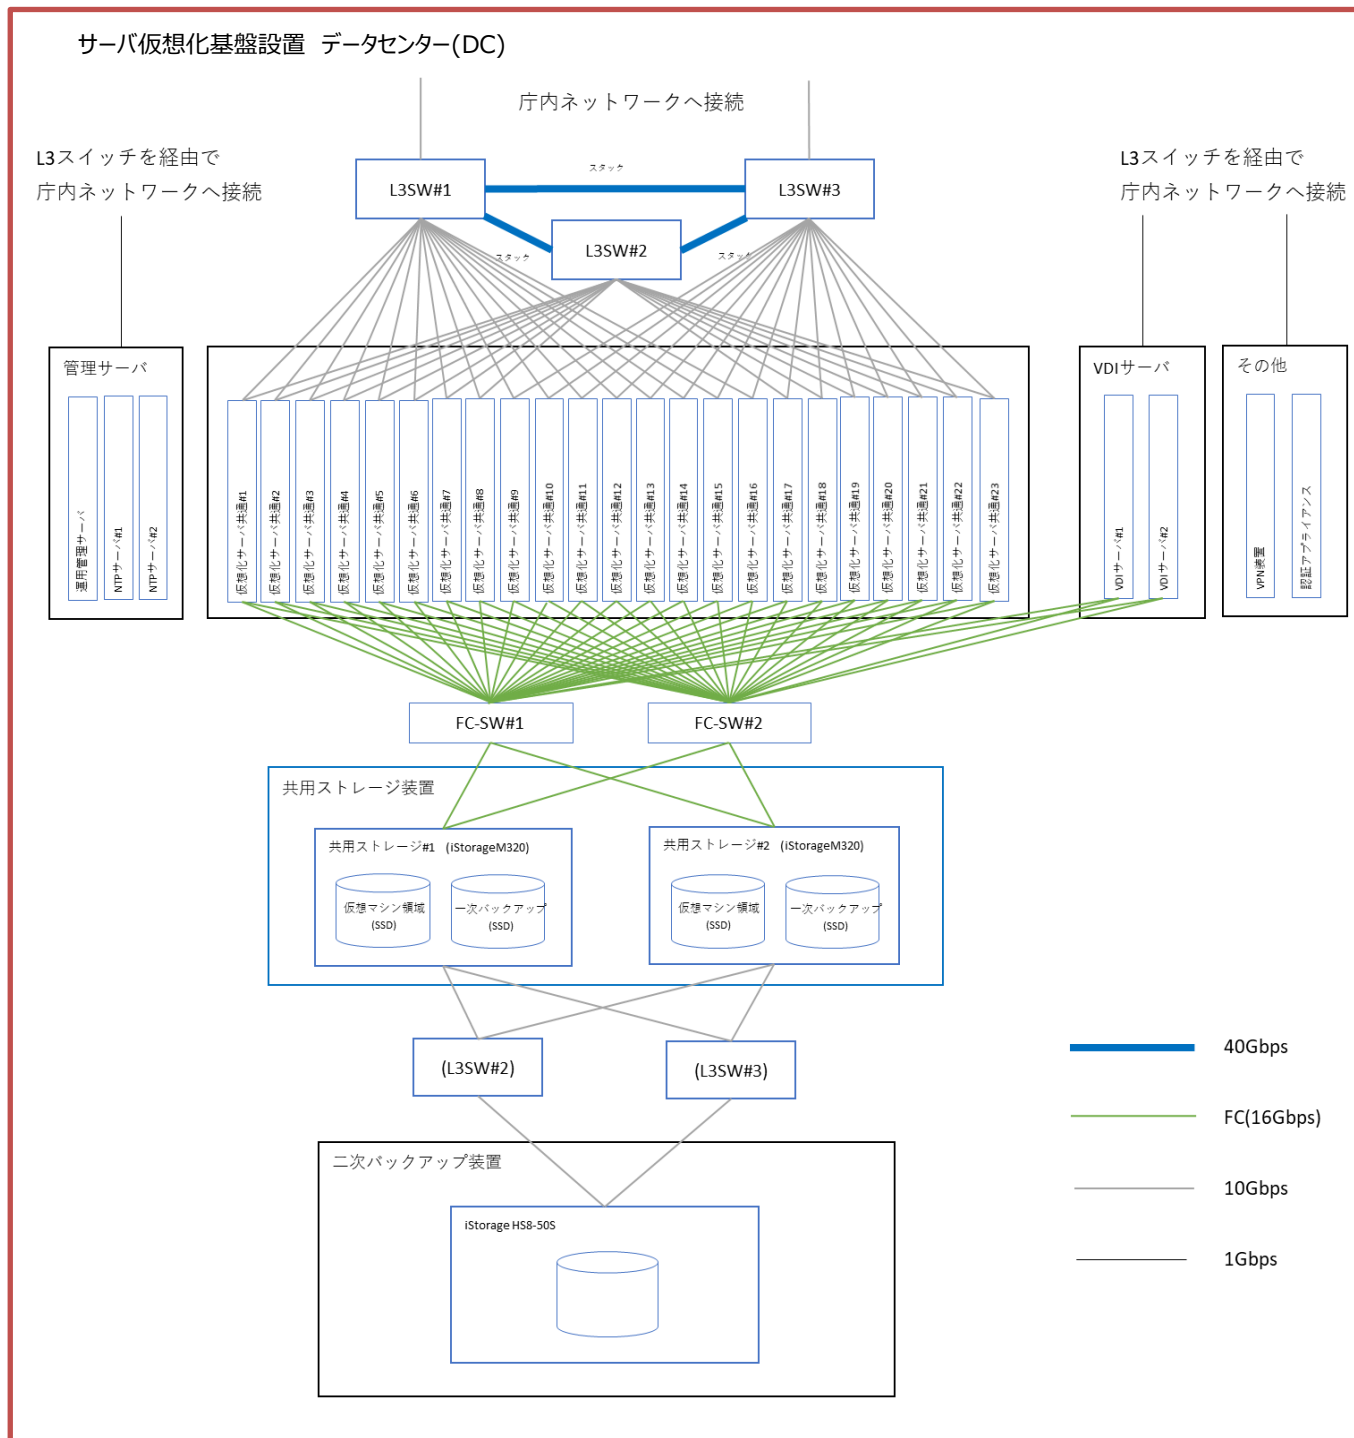 サーバ仮想化基盤設置 データセンター(DC)
庁内ネットワークへ接続
L3スイッチを経由で
庁内ネットワークへ接続
L3スイッチを経由で
庁内ネットワークへ接続
L3SW#1
スタック
L3SW#3
L3SW#2
スタック
スタック
管理サーバ
運用管理サーバ
NTPサーバ#1
NTPサーバ#2
仮想化サーバ共通#1
仮想化サーバ共通#2
仮想化サーバ共通#3
仮想化サーバ共通#4
仮想化サーバ共通#5
仮想化サーバ共通#6
仮想化サーバ共通#7
仮想化サーバ共通#8
仮想化サーバ共通#9
仮想化サーバ共通#10
仮想化サーバ共通#11
仮想化サーバ共通#12
仮想化サーバ共通#13
仮想化サーバ共通#14
仮想化サーバ共通#15
仮想化サーバ共通#16
仮想化サーバ共通#17
仮想化サーバ共通#18
仮想化サーバ共通#19
仮想化サーバ共通#20
仮想化サーバ共通#21
仮想化サーバ共通#22
仮想化サーバ共通#23
VDIサーバ
VDIサーバ#1
VDIサーバ#2
その他
VPN装置
認証アプライアンス
FC-SW#1
FC-SW#2
共用ストレージ装置
共用ストレージ#1 (iStorageM320)
仮想マシン領域
(SSD)
一次バックアップ
(SSD)
共用ストレージ#2 (iStorageM320)
仮想マシン領域
(SSD)
一次バックアップ
(SSD)
(L3SW#2)
(L3SW#3)
二次バックアップ装置
iStorage HS8-50S
40Gbps
FC(16Gbps)
10Gbps
1Gbps